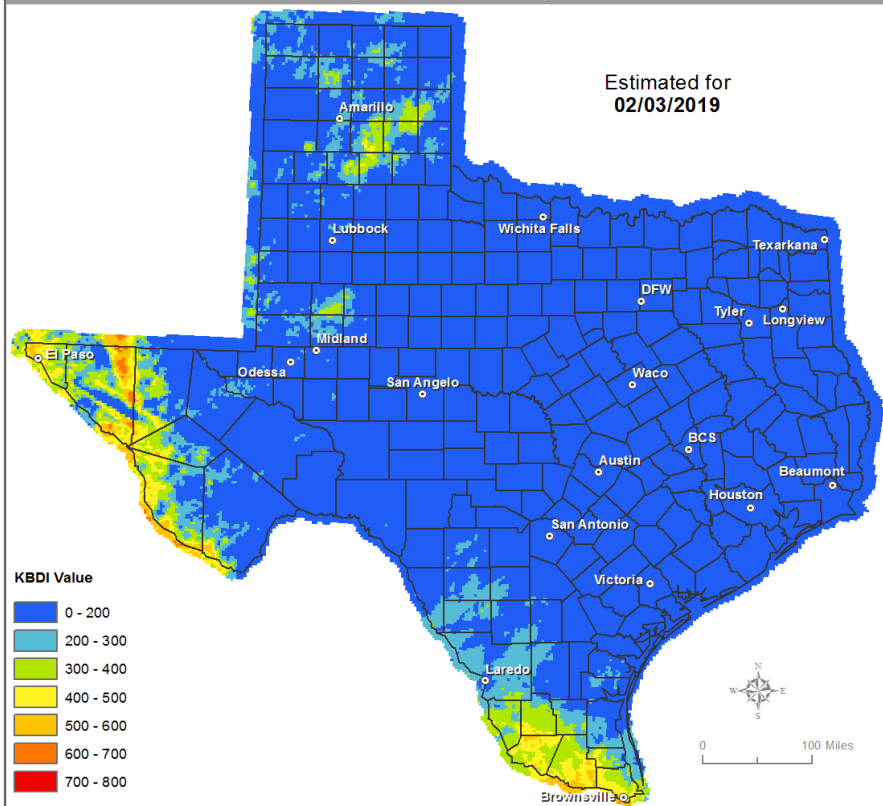 Estimated for
02/03/2019
Amarillo
Lubbock
Wichita Falls
Texarkana
DFW
Tyler
Longview
Midland
El Paso
Odessa
San Angelo
Waco
BCS
Austin
Beaumont
Houston
San Antonio
Victoria
Laredo
Brownsville
KBDI Value
0 - 200
200 - 300
300 - 400
400 - 500
500 - 600
600 - 700
700 - 800
N
W E
S
0 100 Miles